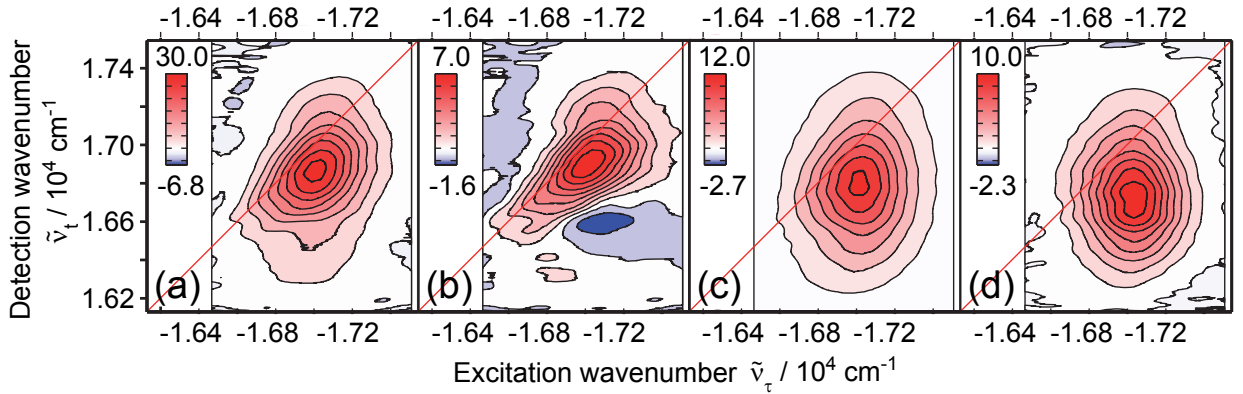 -1.64 -1.68 -1.72 -1.64 -1.68 -1.72 -1.64 -1.68 -1.72 -1.64 -1.68 -1.72
30.0 7.0 12.0 10.0
1.74
1.70
1.66
1.62
-6.8 -1.6 -2.7 -2.3
(a) (b) (c) (d)
Detection wavenumber
ν̃t / 10⁴ cm⁻¹
-1.64 -1.68 -1.72 -1.64 -1.68 -1.72 -1.64 -1.68 -1.72 -1.64 -1.68 -1.72
Excitation wavenumber ν̃τ / 10⁴ cm⁻¹